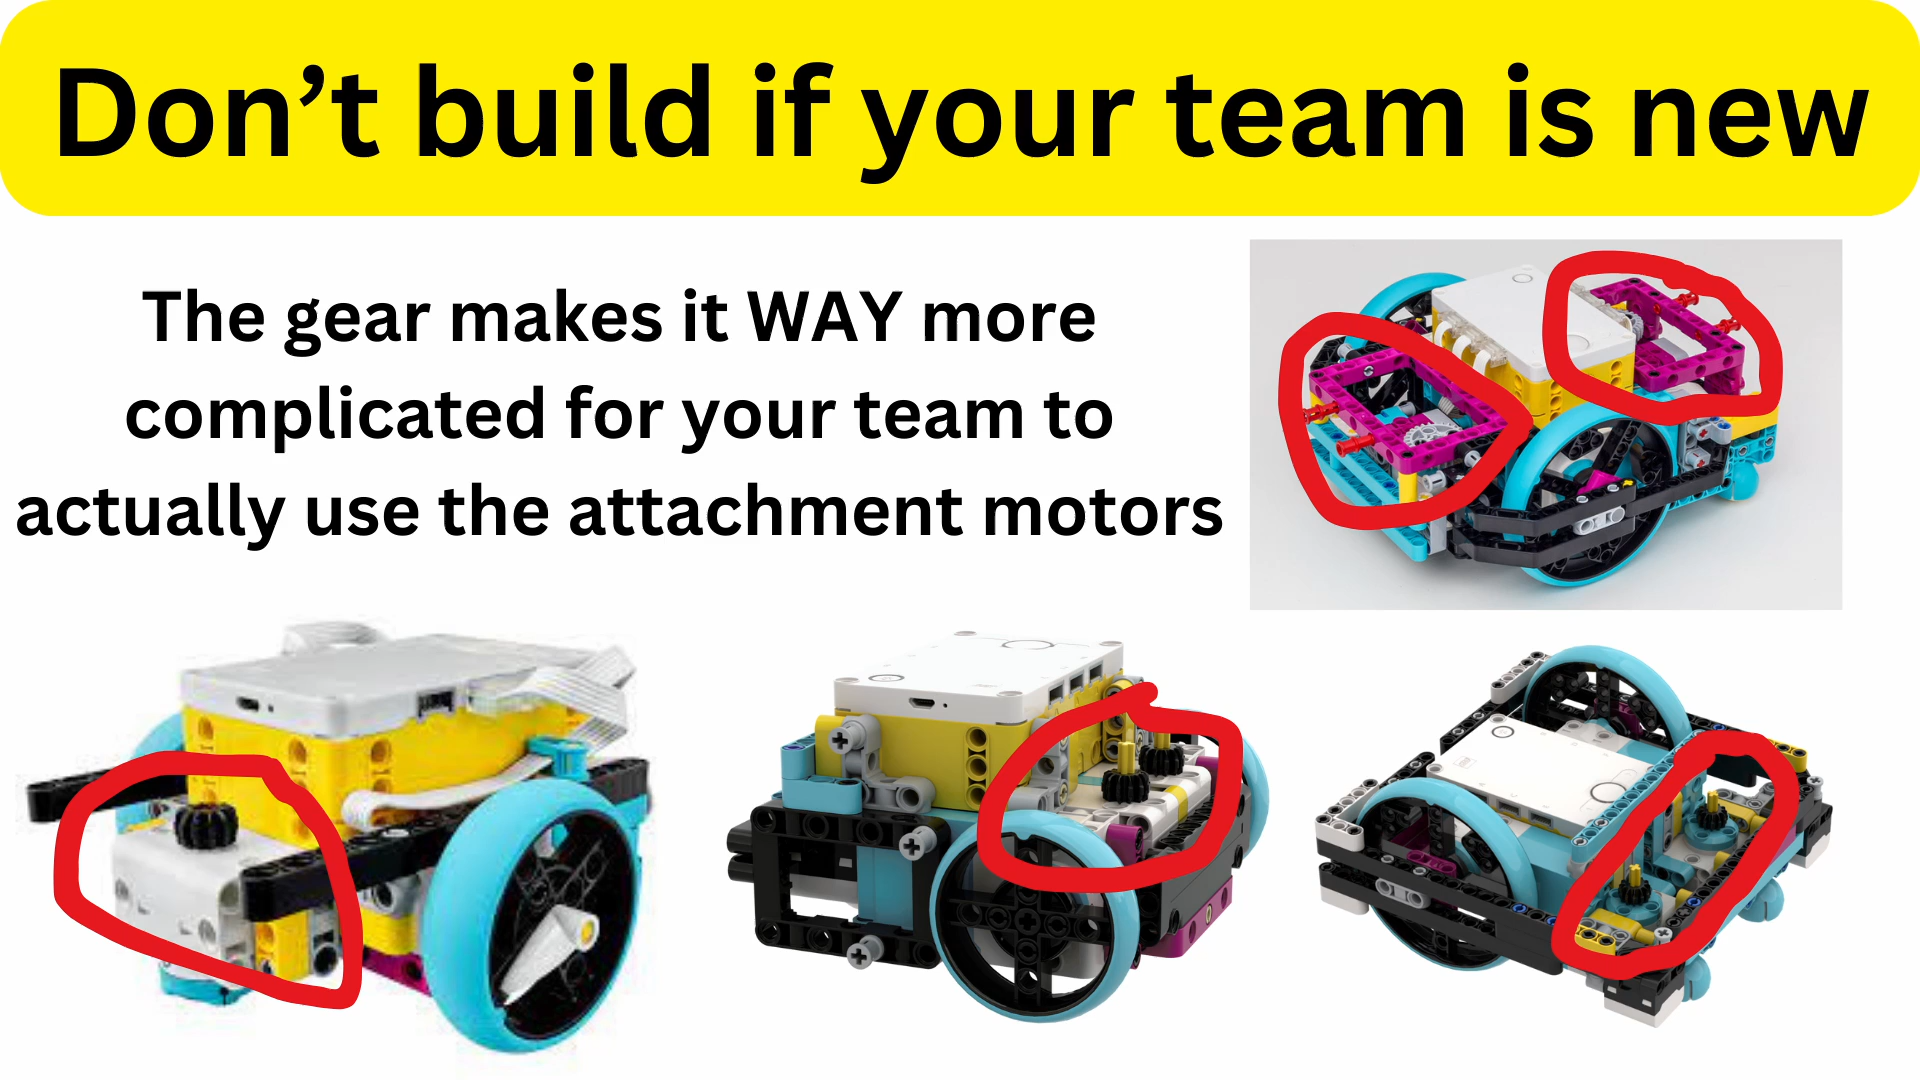 Don’t build if your team is new
The gear makes it WAY more
complicated for your team to
actually use the attachment motors